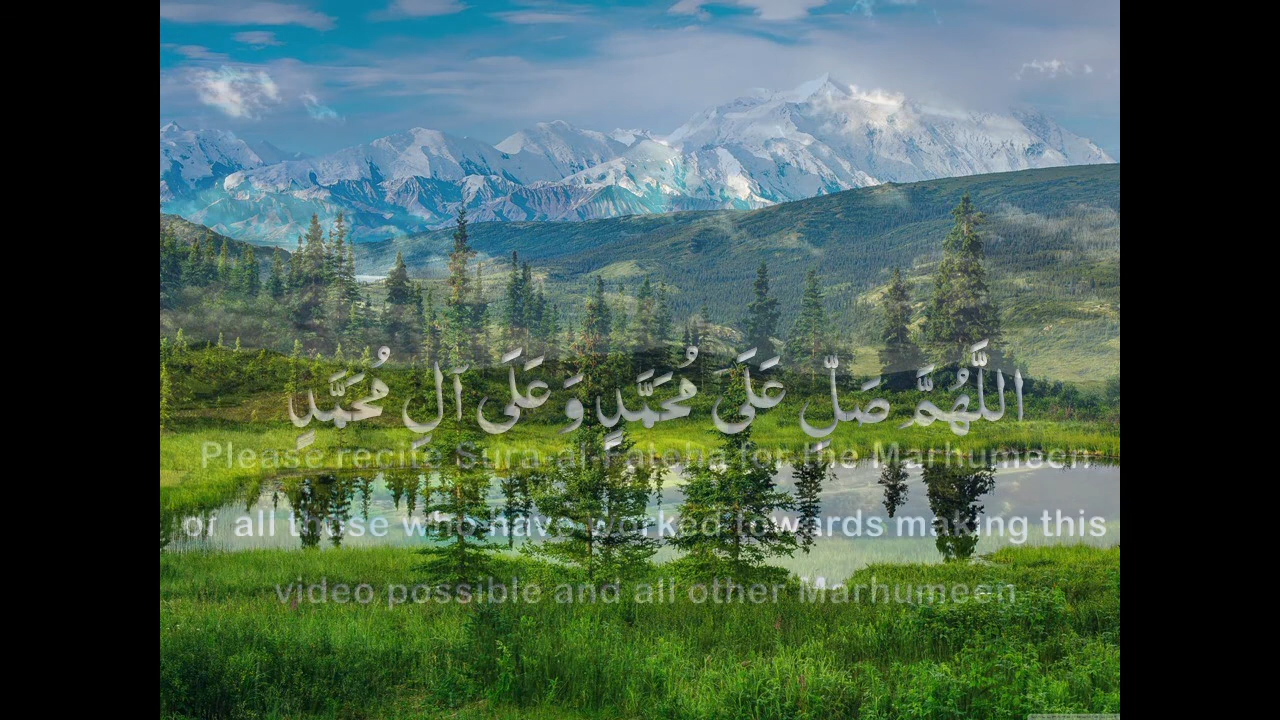 اللَّهُمَّ صَلِّ عَلَىٰ مُحَمَّدٍ وَعَلَىٰ آلِ مُحَمَّدٍ
Please recite Sura al Fateha for the Marhumeen
or all those who have worked towards making this
video possible and all other Marhumeen